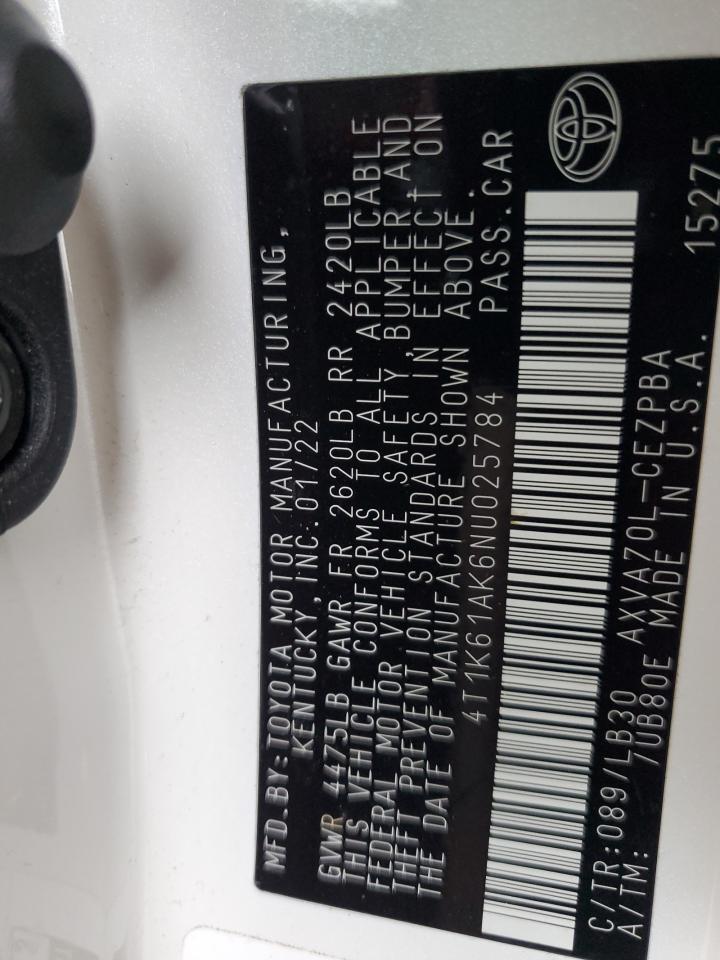 MFD.BY:TOYOTA MOTOR MANUFACTURING,
KENTUCKY, INC. 01/22
GVWR 4475LB GAWR FR 2620LB RR 2420LB
THIS VEHICLE CONFORMS TO ALL APPLICABLE
FEDERAL MOTOR VEHICLE SAFETY, BUMPER, AND
THEFT PREVENTION STANDARDS IN EFFECT ON
THE DATE OF MANUFACTURE SHOWN ABOVE.
4T1K61AK6NU025784 PASS.CAR
C/TR:089/LB30 AXVA70L-CEZPBA
A/TM: 7UB80E MADE IN U.S.A. 15275